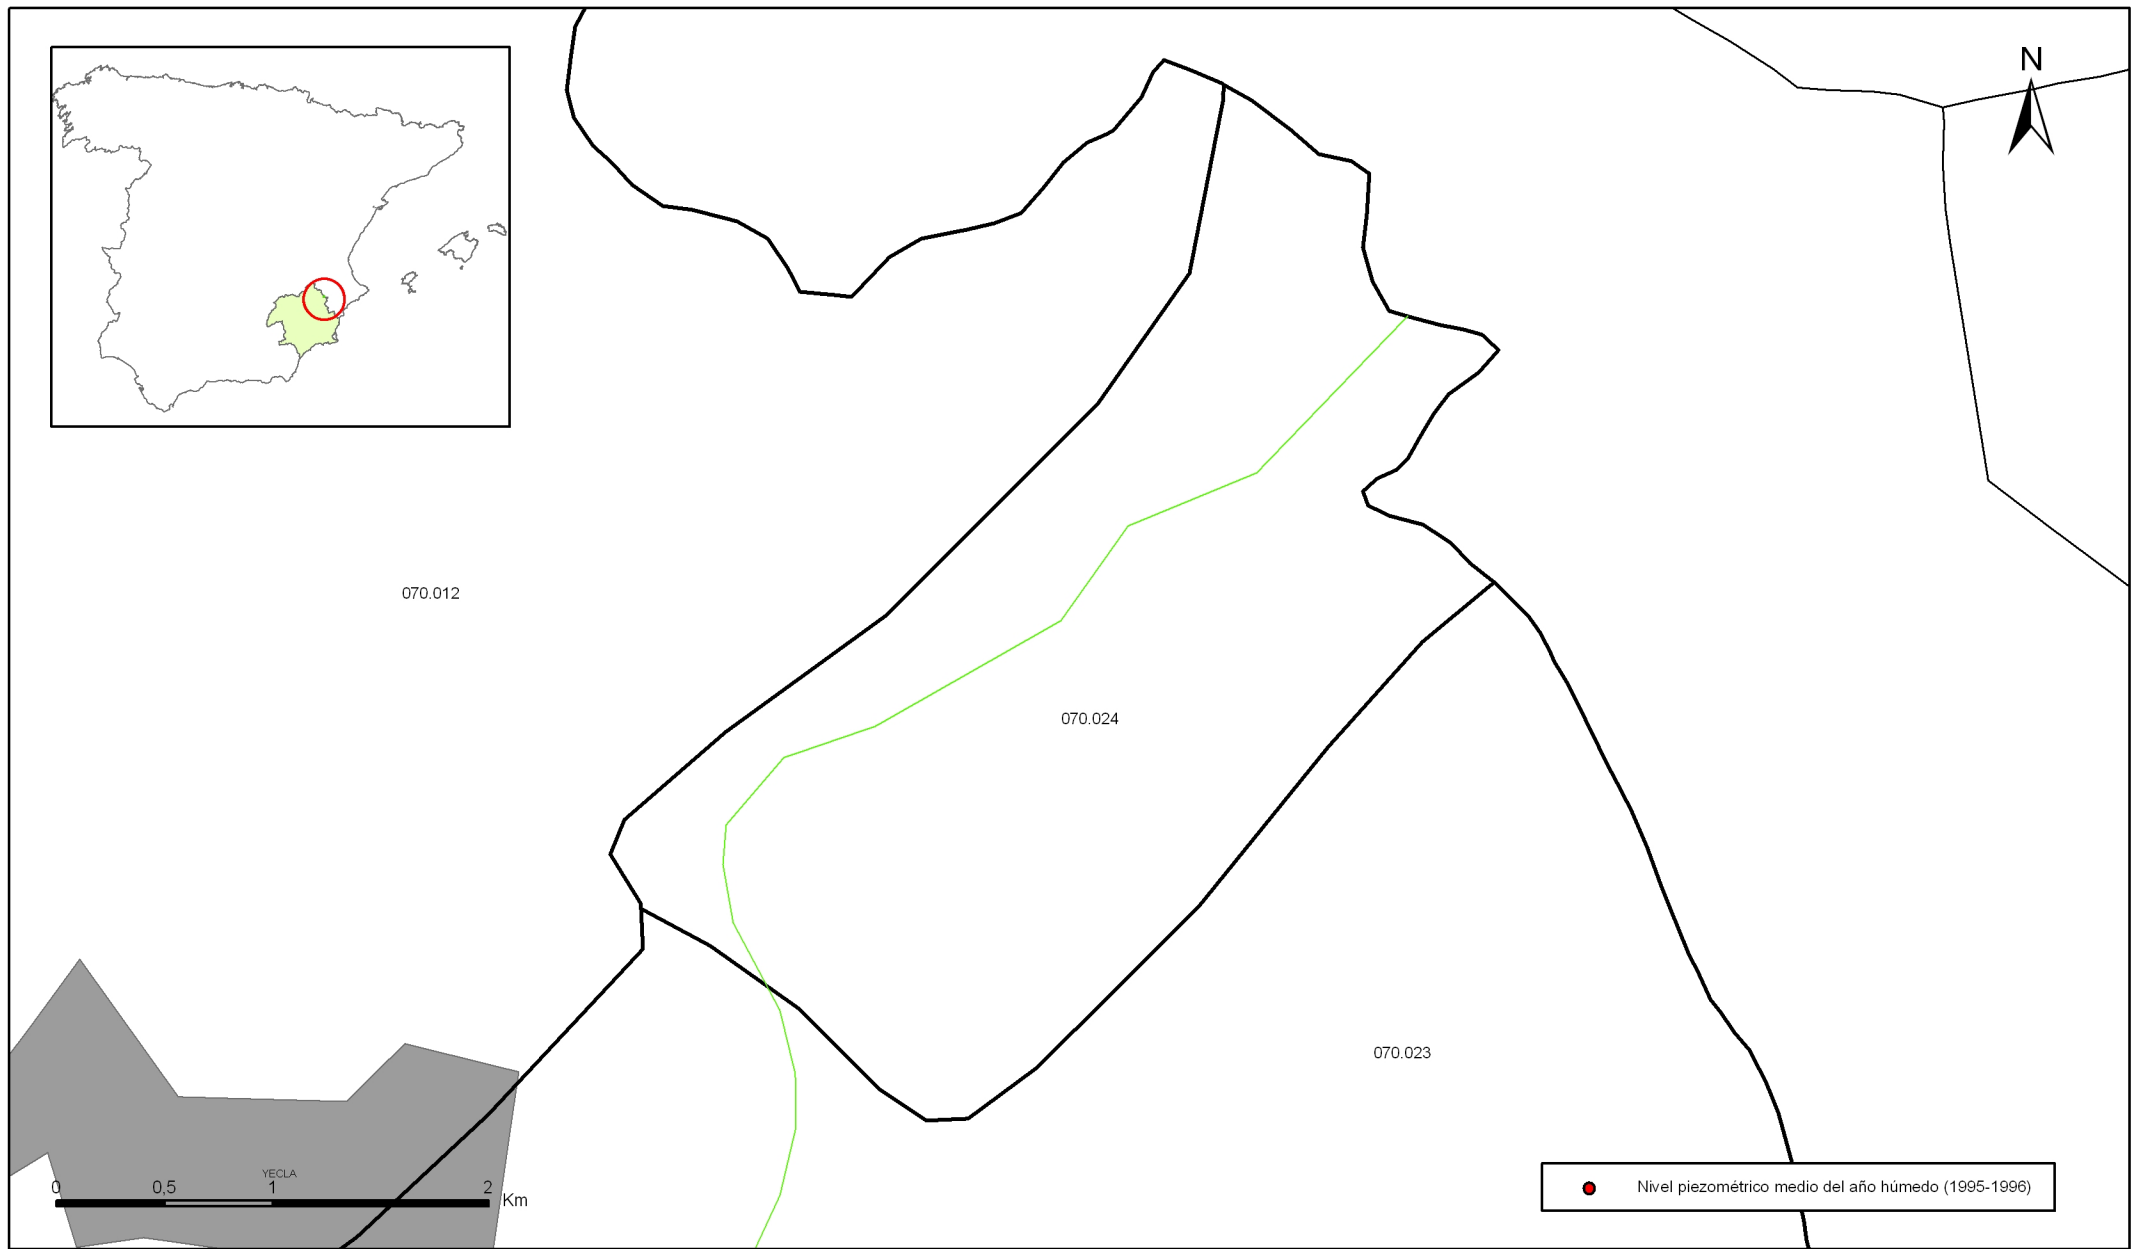 N
070.012
070.024
070.023
YECLA
0 0,5 1 2 Km
Nivel piezométrico medio del año húmedo (1995-1996)